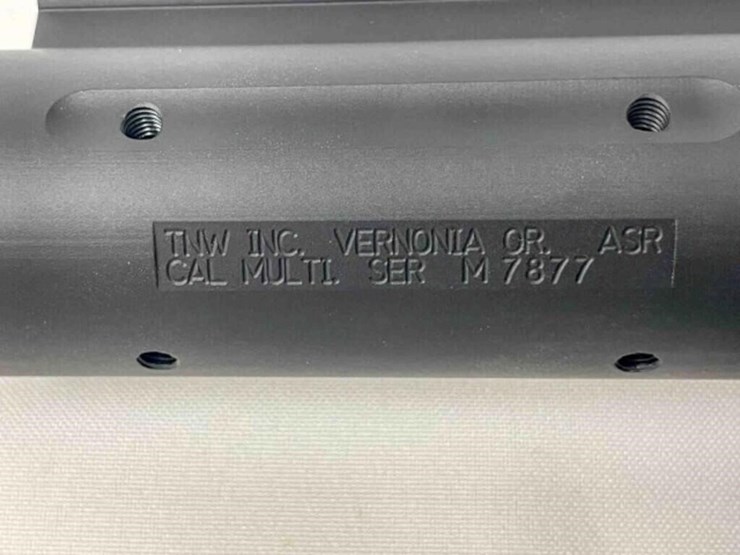 TNW INC. VERNONIA OR. ASR
CAL MULTI. SER M 7877